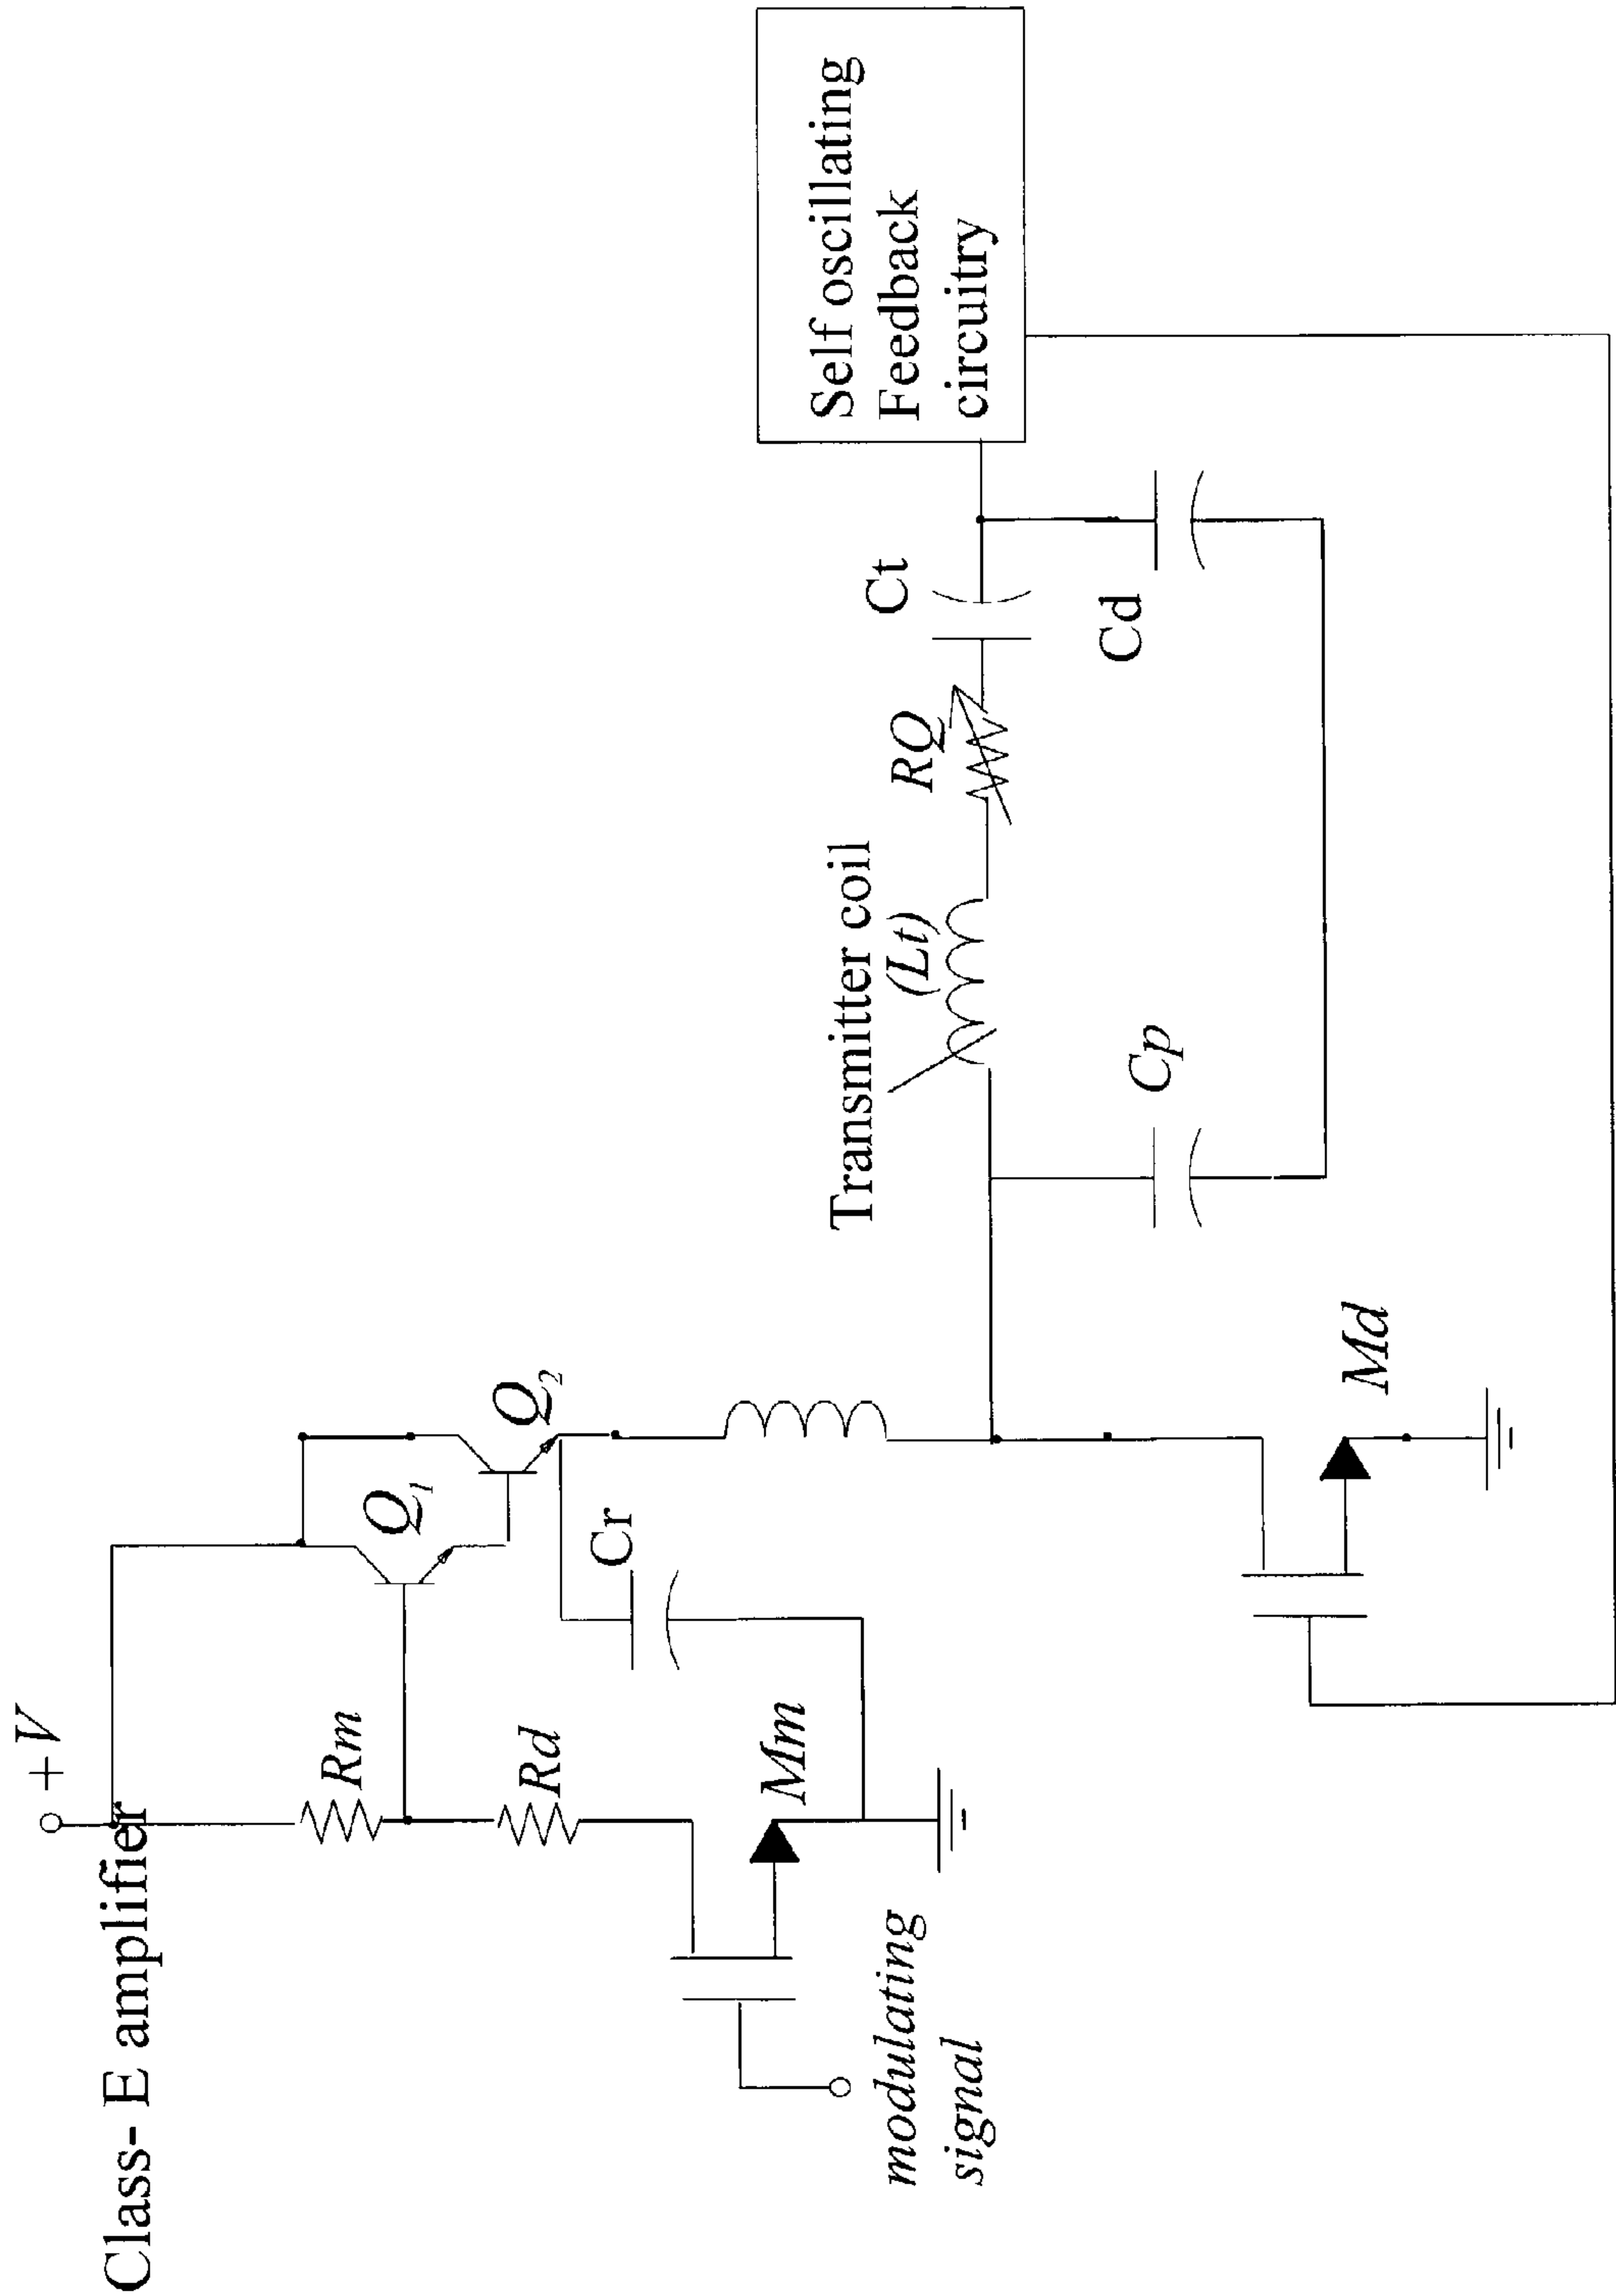 Class- E amplifier
+V
Rm
Q1
Q2
Rd
Cr
Mm
modulating
signal
Transmitter coil
(Lt)
RQ
Ct
Self oscillating
Feedback
circuitry
Cp
Cd
Md